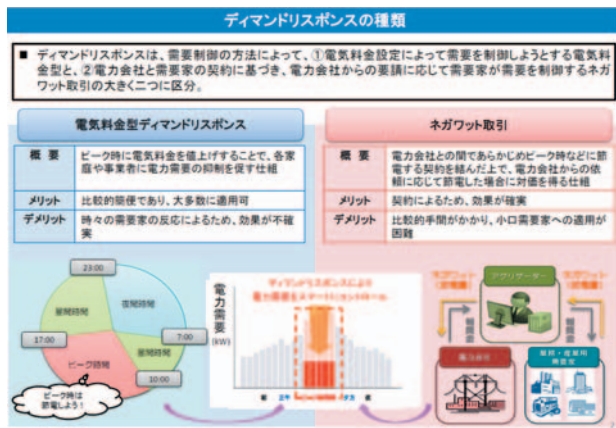 ディマンドリスポンスの種類
■ ディマンドリスポンスは、需要制御の方法によって、①電気料金設定によって需要を制御しようとする電気料
金型と、②電力会社と需要家の契約に基づき、電力会社からの要請に応じて需要家が需要を制御するネガ
ワット取引の大きく二つに区分。
電気料金型ディマンドリスポンス
概 要
ピーク時に電気料金を値上げすることで、各家
庭や事業者に電力需要の抑制を促す仕組
メリット
比較的簡便であり、大多数に適用可
デメリット
時々の需要家の反応によるため、効果が不確
実
ネガワット取引
概 要
電力会社との間であらかじめピーク時などに節
電する契約を結んだ上で、電力会社からの依
頼に応じて節電した場合に対価を得る仕組
メリット
契約によるため、効果が確実
デメリット
比較的手間がかかり、小口需要家への適用が
困難
23:00
昼間時間
夜間時間
17:00
7:00
昼間時間
ピーク時間
10:00
ピーク時は
節電しよう！
電力需要
(kW)
ディマンドリスポンスにより
アグリゲーター
ネガワット
ネガワット
報酬
報酬
電力会社